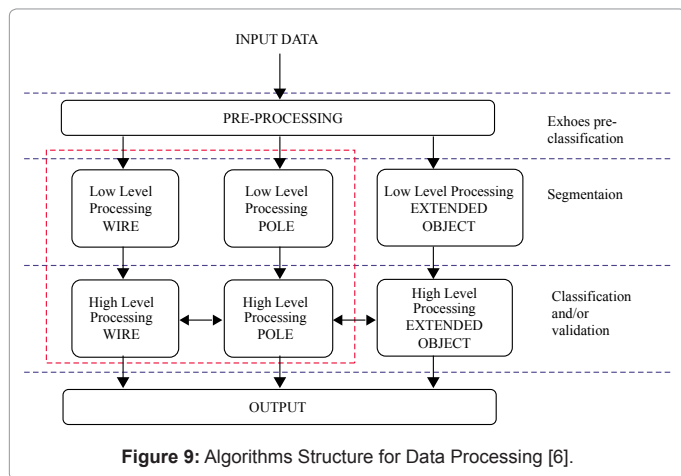 INPUT DATA
PRE-PROCESSING
Exhoes pre-
classification
Low Level
Processing
WIRE
Low Level
Processing
POLE
Low Level Processing
EXTENDED
OBJECT
Segmentaion
High Level
Processing
WIRE
High Level
Processing
POLE
High Level
Processing
EXTENDED
OBJECT
Classification
and/or
validation
OUTPUT
Figure 9: Algorithms Structure for Data Processing [6].